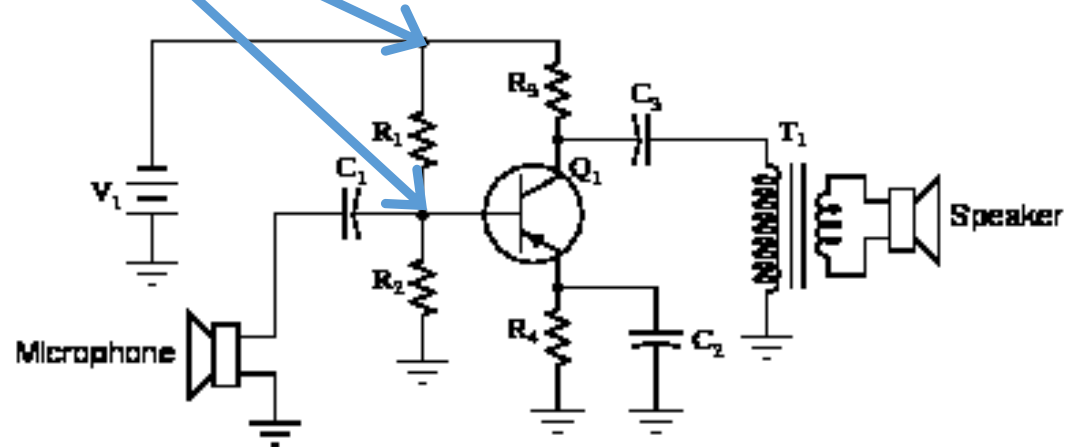 R₃
C₃
R₁
T₁
C₁
Q₁
V₁
Speaker
R₂
R₄
C₂
Microphone